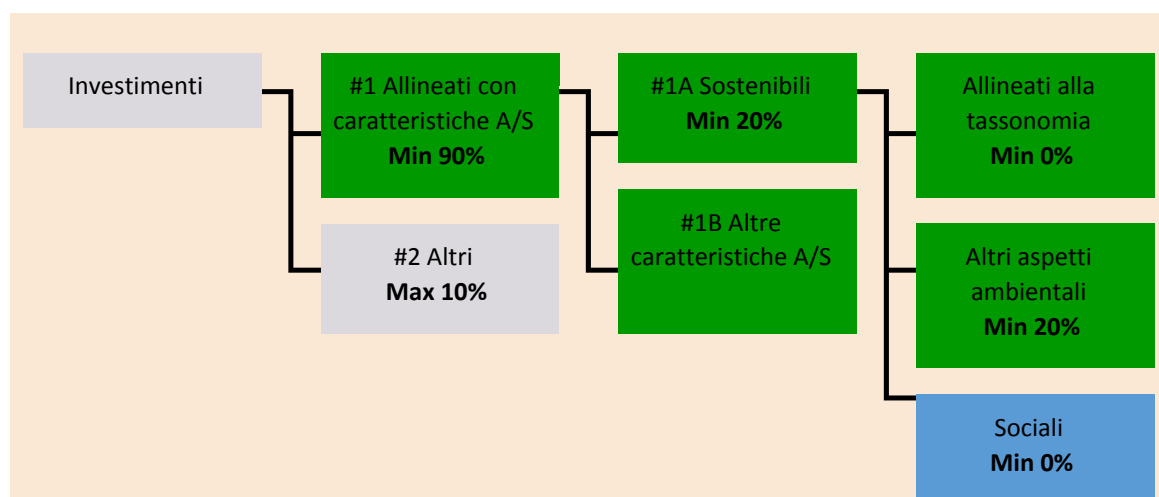 Investimenti
#1 Allineati con
caratteristiche A/S
Min 90%
#2 Altri
Max 10%
#1A Sostenibili
Min 20%
#1B Altre
caratteristiche A/S
Allineati alla
tassonomia
Min 0%
Altri aspetti
ambientali
Min 20%
Sociali
Min 0%